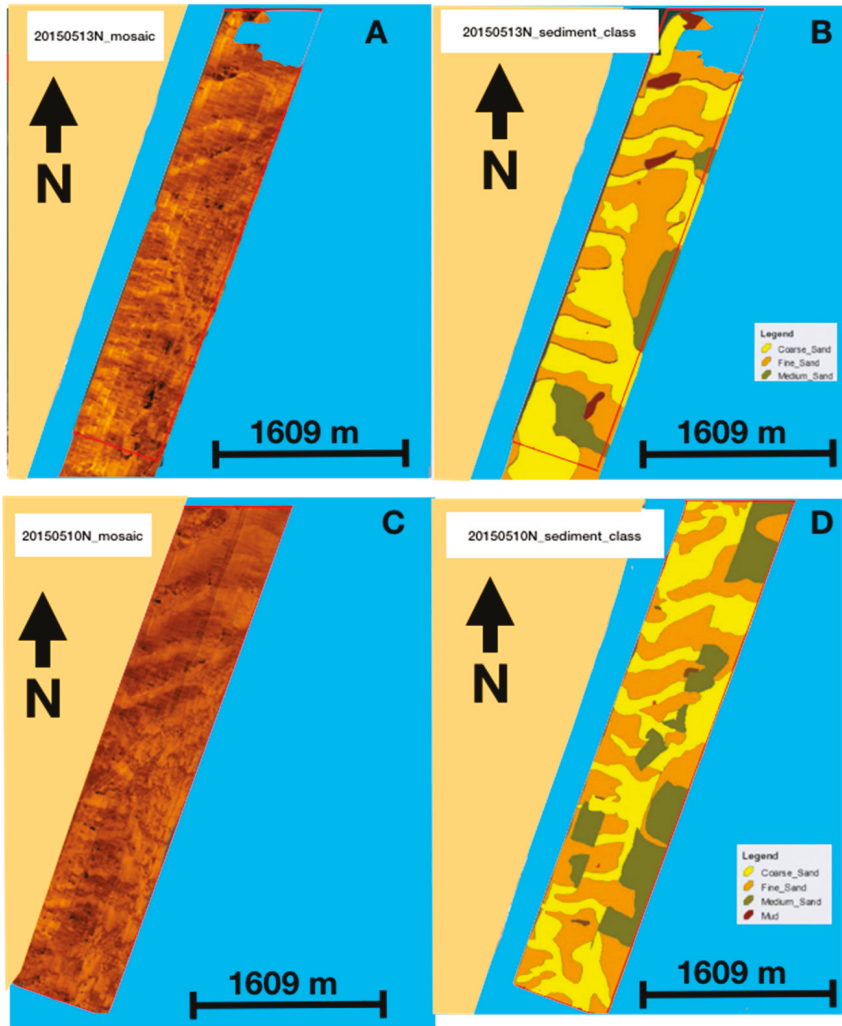 20150513N_mosaic
A
N
1609 m
20150513N_sediment_class
B
N
Legend
Coarse_Sand
Fine_Sand
Medium_Sand
1609 m
20150510N_mosaic
C
N
1609 m
20150510N_sediment_class
D
N
Legend
Coarse_Sand
Fine_Sand
Medium_Sand
Mud
1609 m